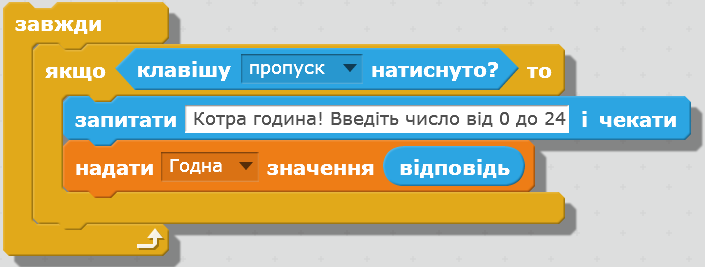 завжди
якщо клавішу пропуск натиснуто? то
запитати Котра година! Введіть число від 0 до 24 і чекати
надати Годна значення відповідь